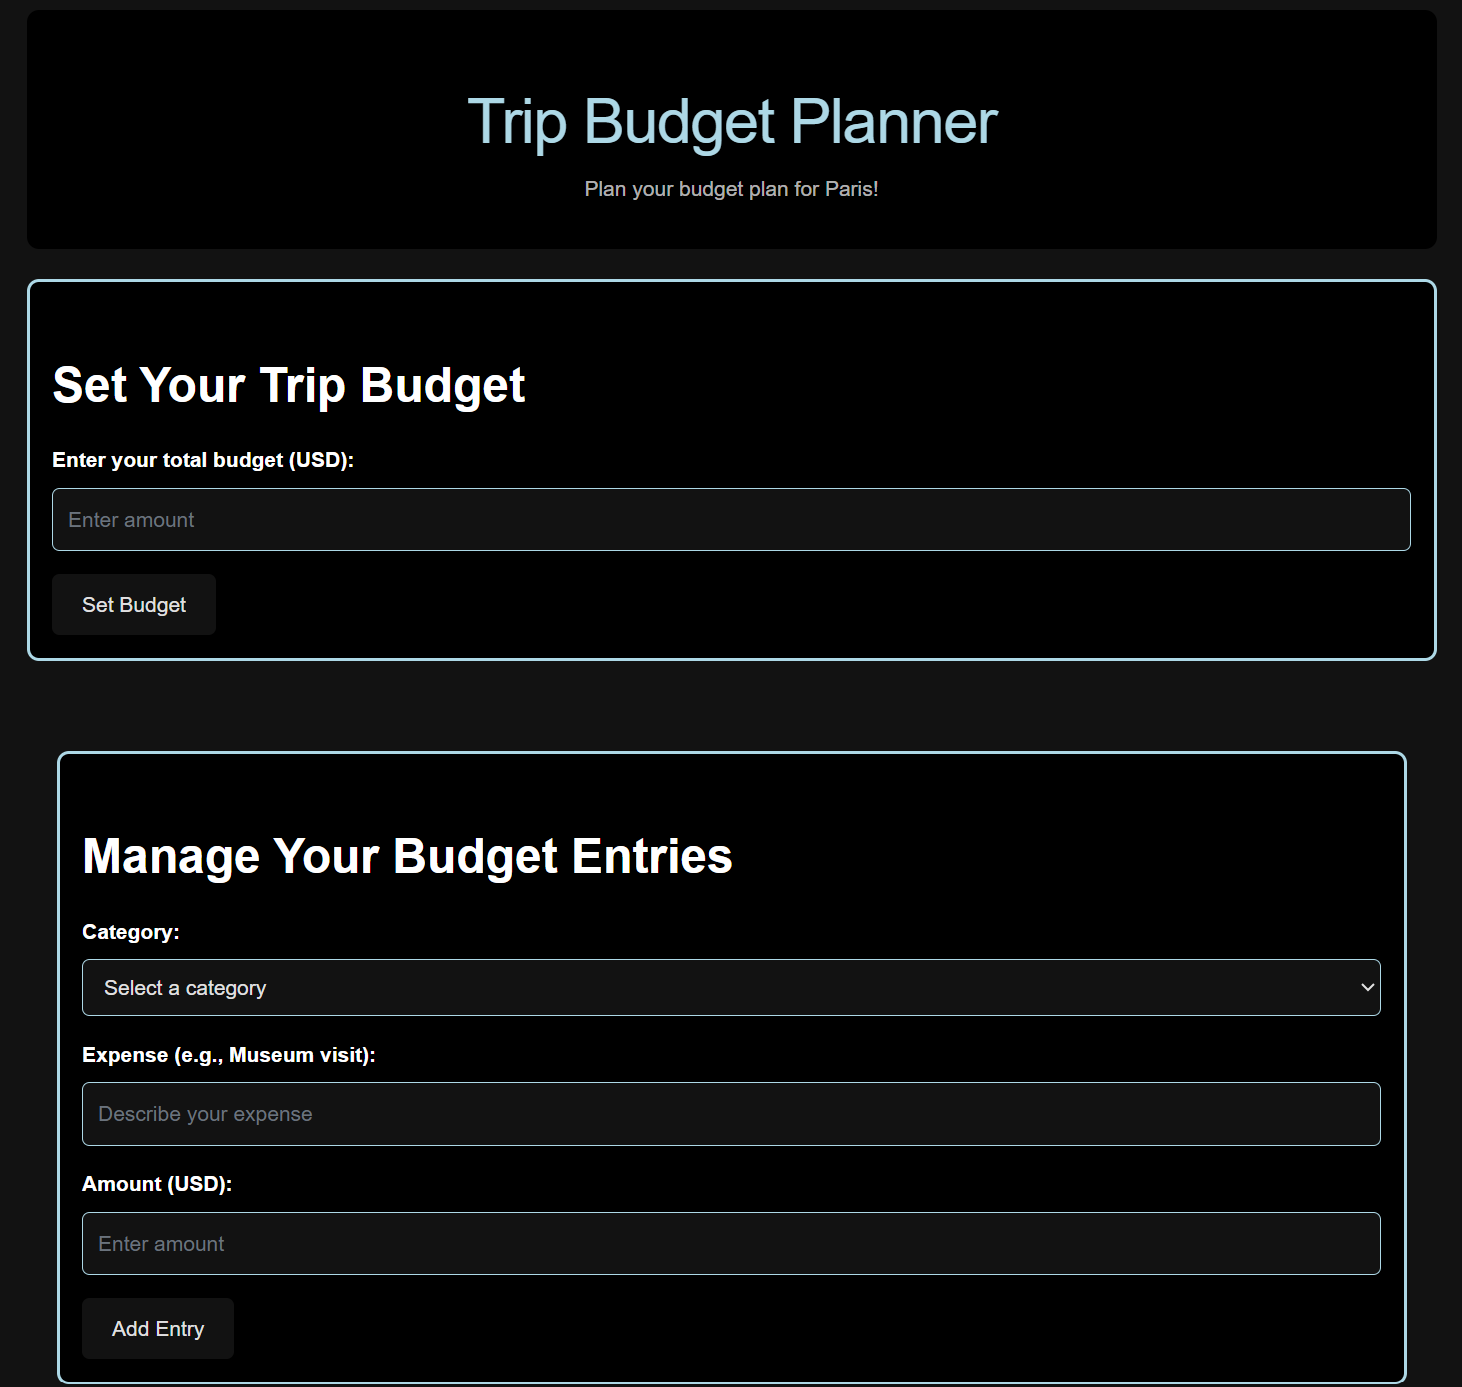 Trip Budget Planner
Plan your budget plan for Paris!
Set Your Trip Budget
Enter your total budget (USD):
Enter amount
Set Budget
Manage Your Budget Entries
Category:
Select a category
Expense (e.g., Museum visit):
Describe your expense
Amount (USD):
Enter amount
Add Entry